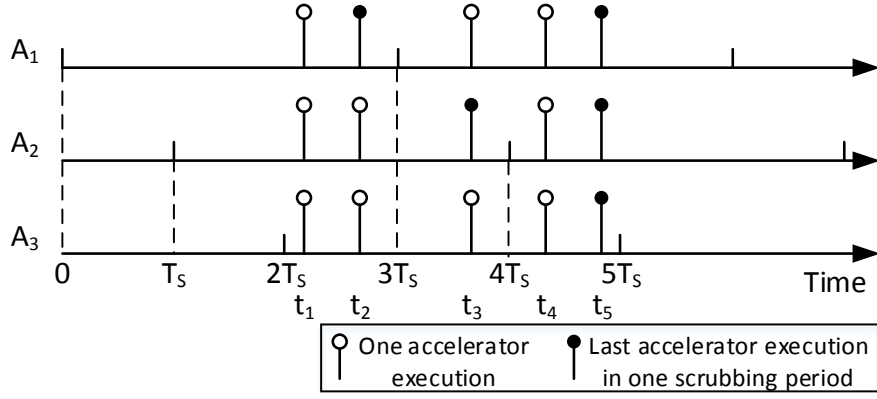 A1
A2
A3
0 TS 2TS 3TS 4TS 5TS Time
t1 t2 t3 t4 t5
One accelerator execution
Last accelerator execution in one scrubbing period